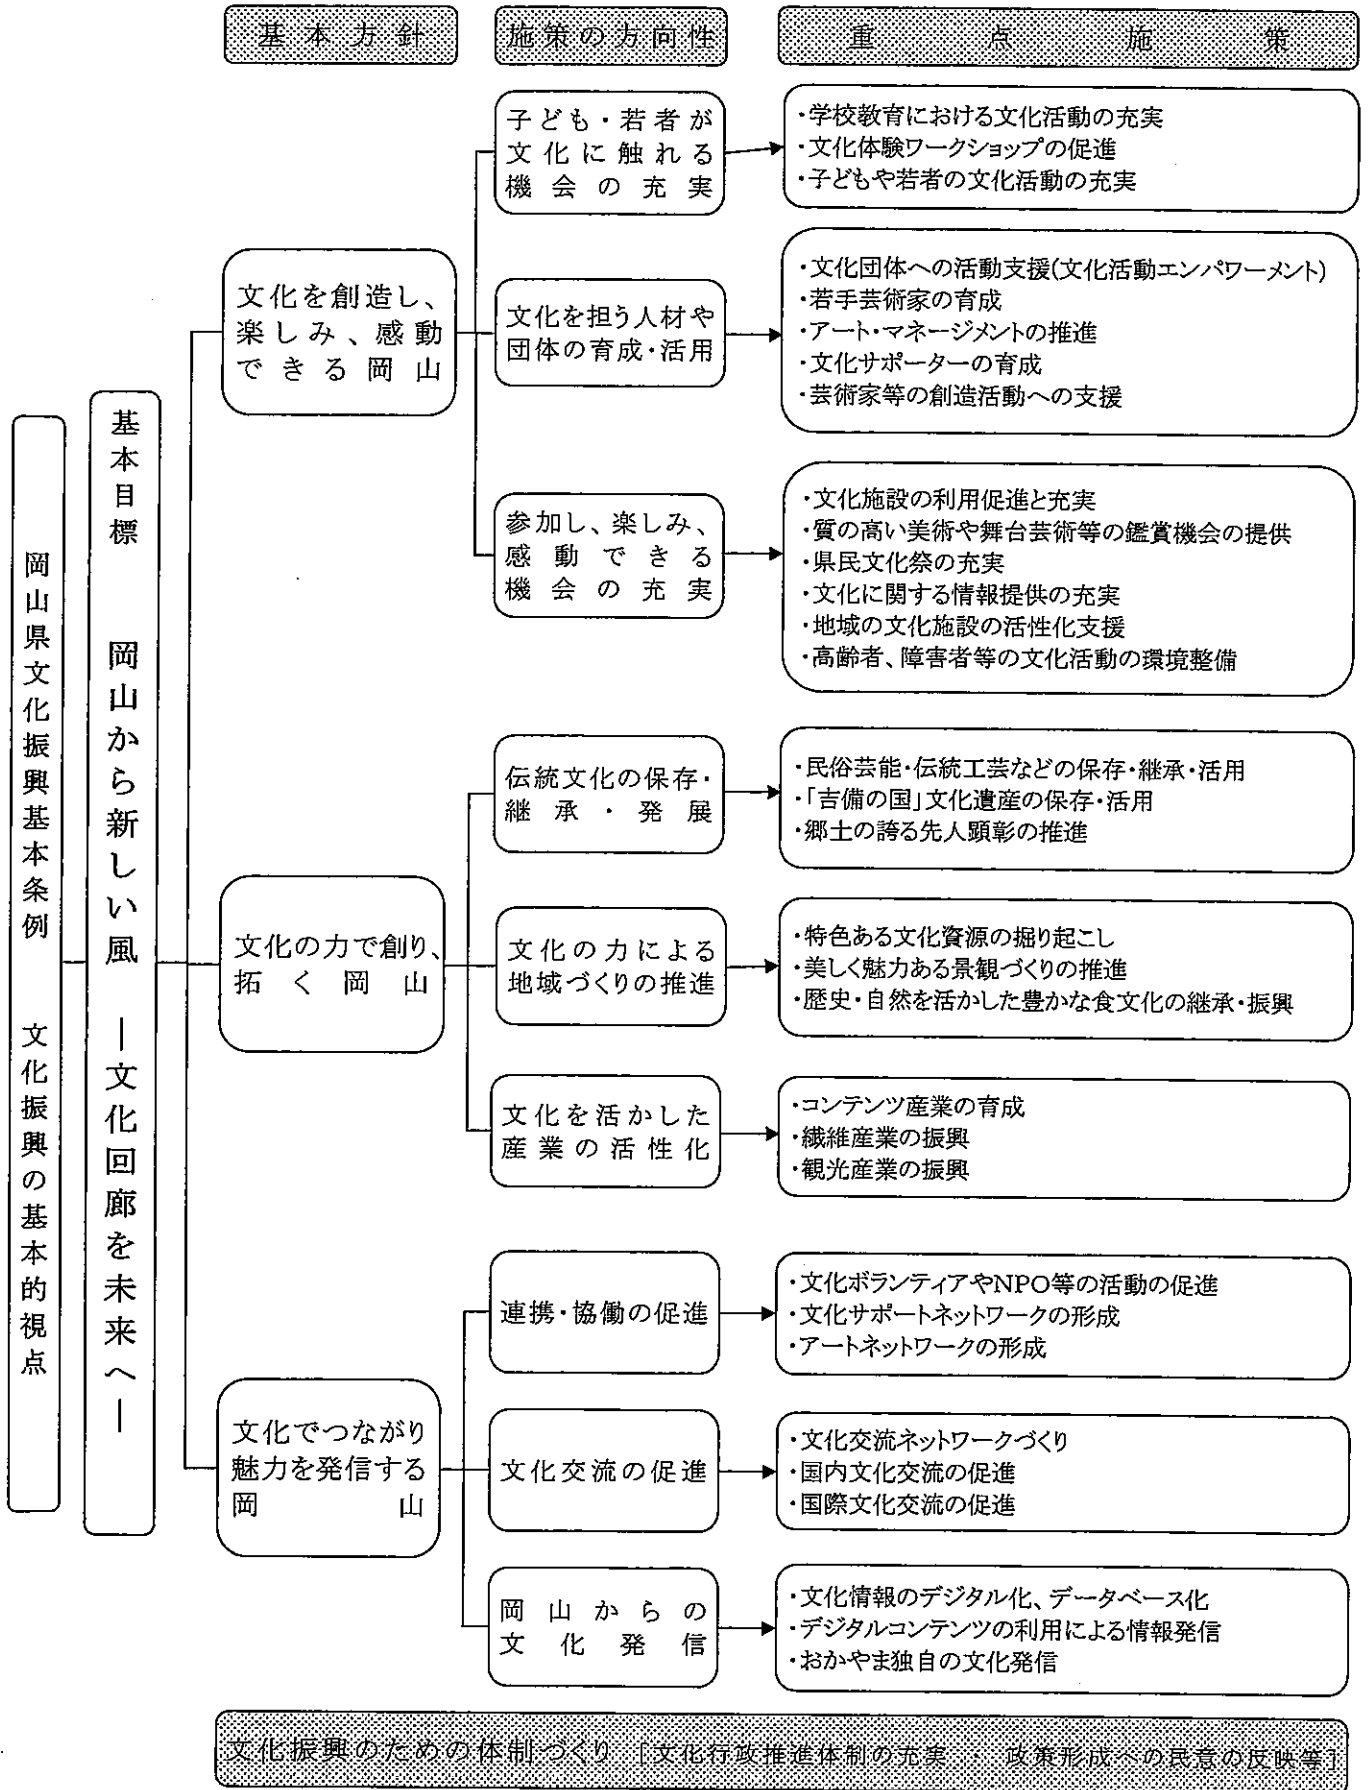 基本方針
施策の方向性
重点施策
岡山県文化振興基本条例 文化振興の基本的視点
基本目標 岡山から新しい風 ―文化回廊を未来へ―
文化を創造し、
楽しみ、感動
できる岡山
子ども・若者が
文化に触れる
機会の充実
・学校教育における文化活動の充実
・文化体験ワークショップの促進
・子どもや若者の文化活動の充実
文化を担う人材や
団体の育成・活用
・文化団体への活動支援(文化活動エンパワーメント)
・若手芸術家の育成
・アート・マネージメントの推進
・文化サポーターの育成
・芸術家等の創造活動への支援
参加し、楽しみ、
感動できる
機会の充実
・文化施設の利用促進と充実
・質の高い美術や舞台芸術等の鑑賞機会の提供
・県民文化祭の充実
・文化に関する情報提供の充実
・地域の文化施設の活性化支援
・高齢者、障害者等の文化活動の環境整備
文化の力で創り、
拓く岡山
伝統文化の保存・
継承・発展
・民俗芸能・伝統工芸などの保存・継承・活用
・「吉備の国」文化遺産の保存・活用
・郷土の誇る先人顕彰の推進
文化の力による
地域づくりの推進
・特色ある文化資源の掘り起こし
・美しく魅力ある景観づくりの推進
・歴史・自然を活かした豊かな食文化の継承・振興
文化を活かした
産業の活性化
・コンテンツ産業の育成
・繊維産業の振興
・観光産業の振興
文化でつながり
魅力を発信する
岡山
連携・協働の促進
・文化ボランティアやNPO等の活動の促進
・文化サポートネットワークの形成
・アートネットワークの形成
文化交流の促進
・文化交流ネットワークづくり
・国内文化交流の促進
・国際文化交流の促進
岡山からの
文化発信
・文化情報のデジタル化、データベース化
・デジタルコンテンツの利用による情報発信
・おかやま独自の文化発信
文化振興のための体制づくり [文化行政推進体制の充実 ・ 政策形成への民意の反映等]